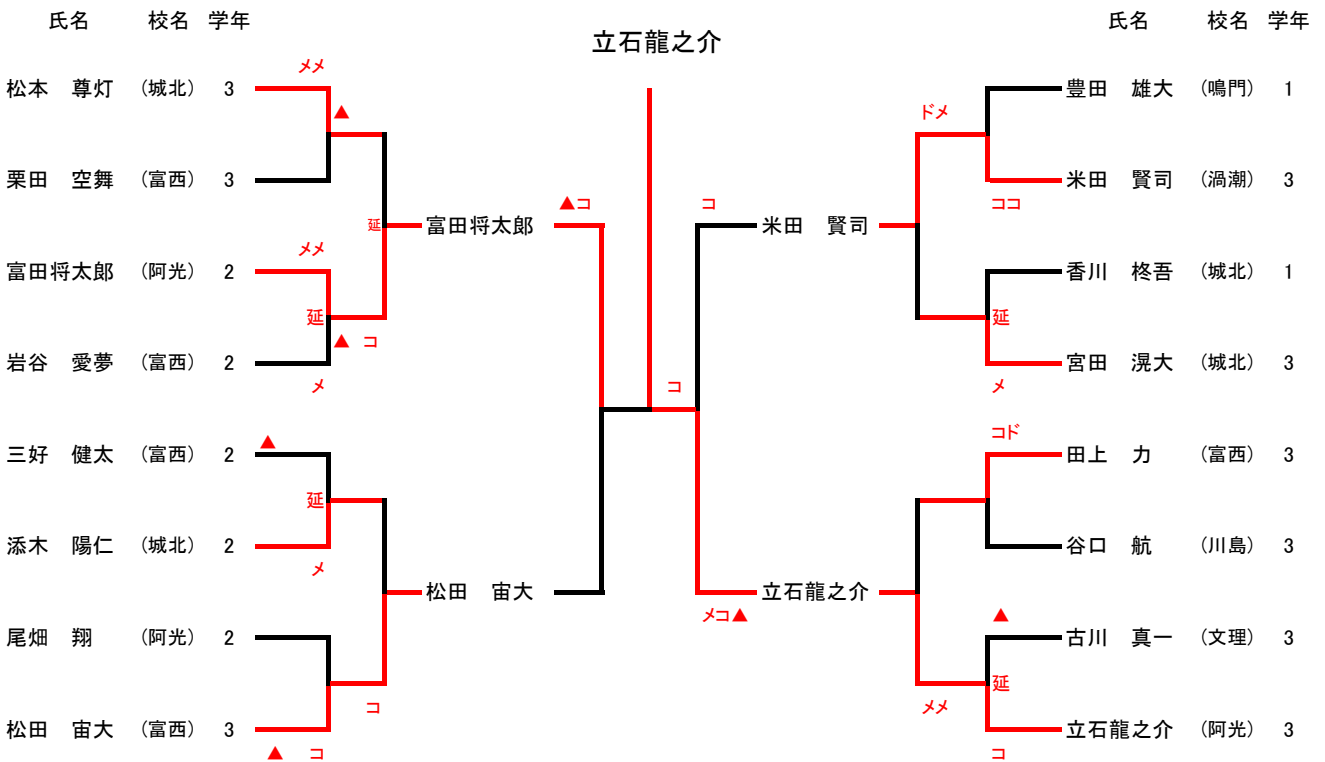 氏名 校名 学年
立石龍之介
氏名 校名 学年
メメ
松本 尊灯 (城北) 3
▲
栗田 空舞 (富西) 3
延 富田将太郎 ▲コ
メメ
富田将太郎 (阿光) 2
延
▲ コ
岩谷 愛夢 (富西) 2
メ
▲
三好 健太 (富西) 2
延
添木 陽仁 (城北) 2
メ
松田 宙大
尾畑 翔 (阿光) 2
コ
松田 宙大 (富西) 3
▲ コ
コ
豊田 雄大 (鳴門) 1
ドメ
米田 賢司 (渦潮) 3
ココ
コ 米田 賢司
香川 柊吾 (城北) 1
延
宮田 滉大 (城北) 3
メ
コド
田上 力 (富西) 3
谷口 航 (川島) 3
立石龍之介
メコ▲
▲
古川 真一 (文理) 3
延
メメ
立石龍之介 (阿光) 3
コ